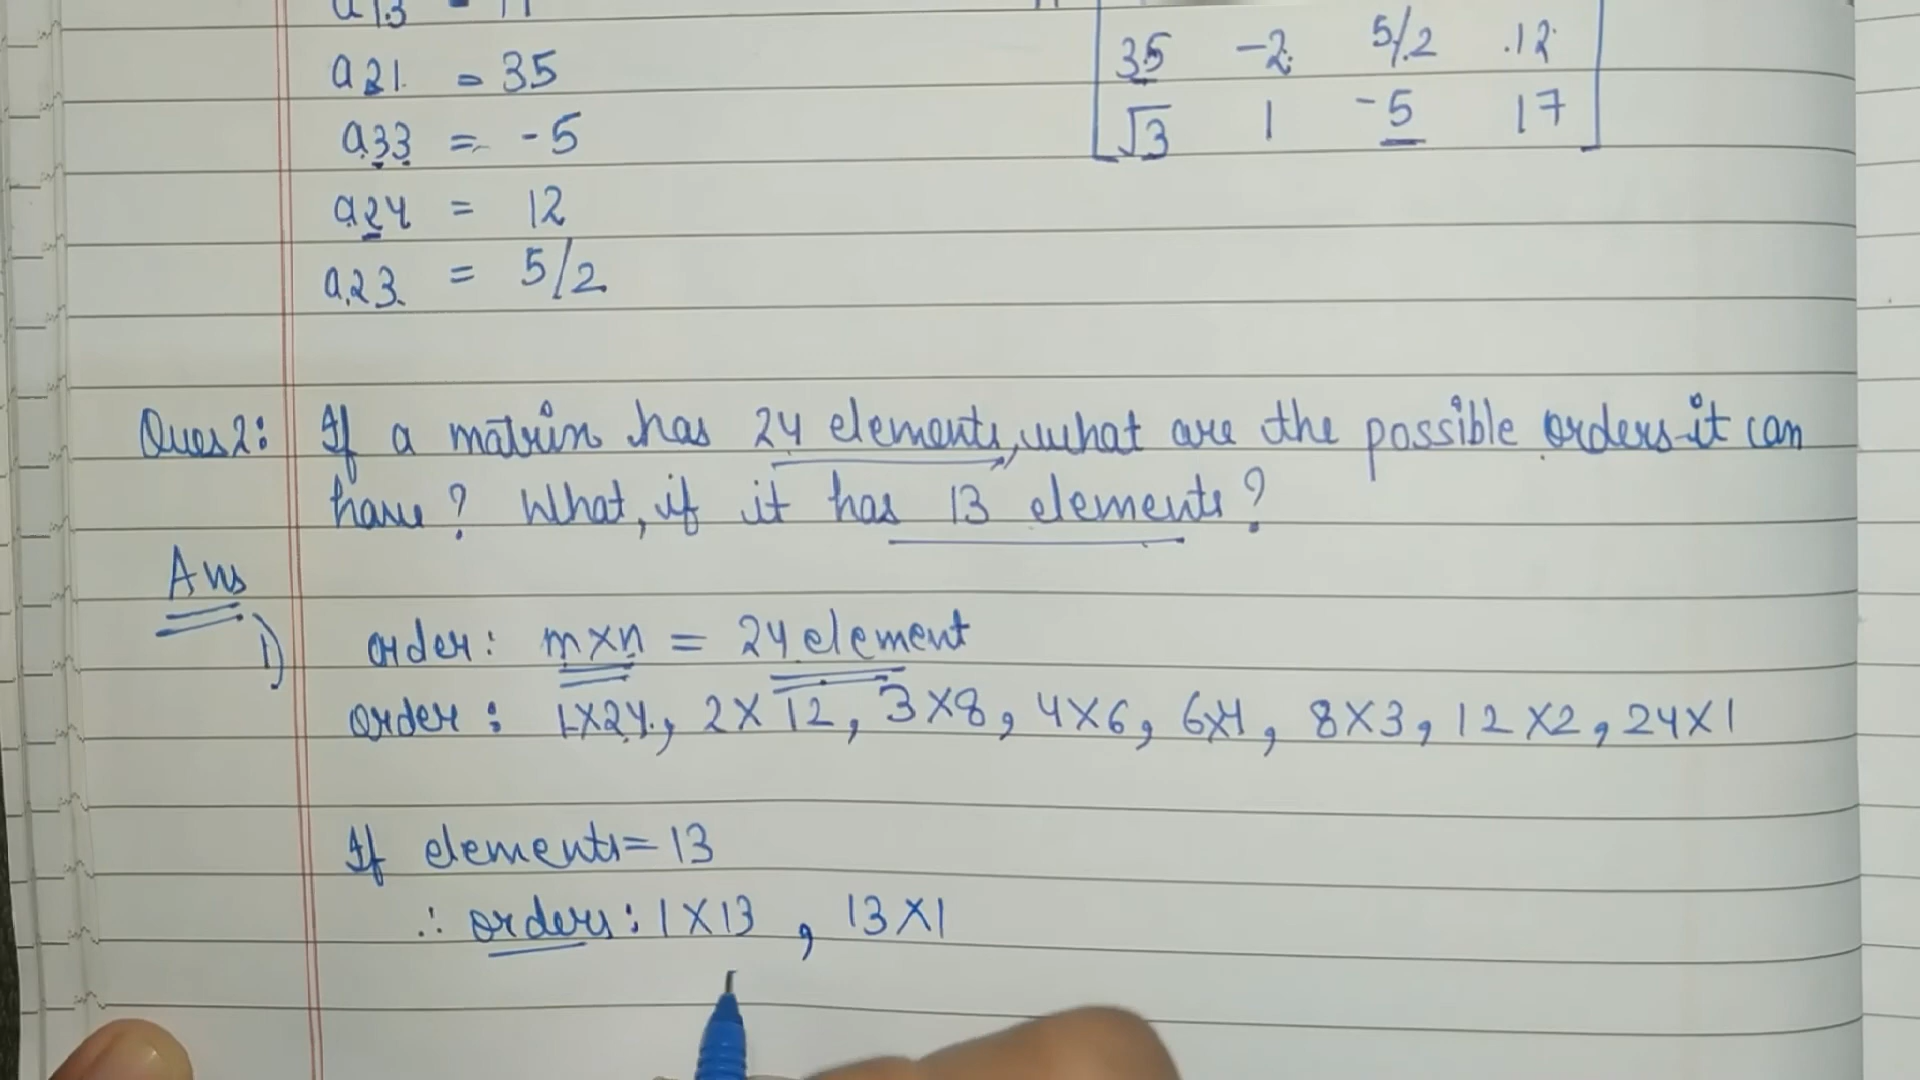 a21 = 35
a33 = -5
a24 = 12
a23 = 5/2
35 -2 5/2 12
√3 1 -5 17
Ques2: If a matrix has 24 elements, what are the possible orders it can
have? What, if it has 13 elements?
Ans
1) order: m×n = 24 element
order: 1×24, 2×12, 3×8, 4×6, 6×4, 8×3, 12×2, 24×1
If elements=13
∴ orders: 1×13, 13×1